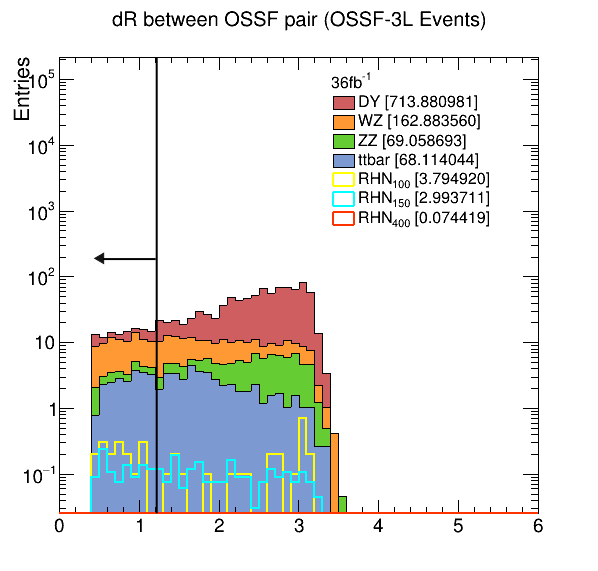 dR between OSSF pair (OSSF-3L Events)
Entries
36fb⁻¹
DY [713.880981]
WZ [162.883560]
ZZ [69.058693]
ttbar [68.114044]
RHN₁₀₀ [3.794920]
RHN₁₅₀ [2.993711]
RHN₄₀₀ [0.074419]
10⁵
10⁴
10³
10²
10
1
10⁻¹
0 1 2 3 4 5 6